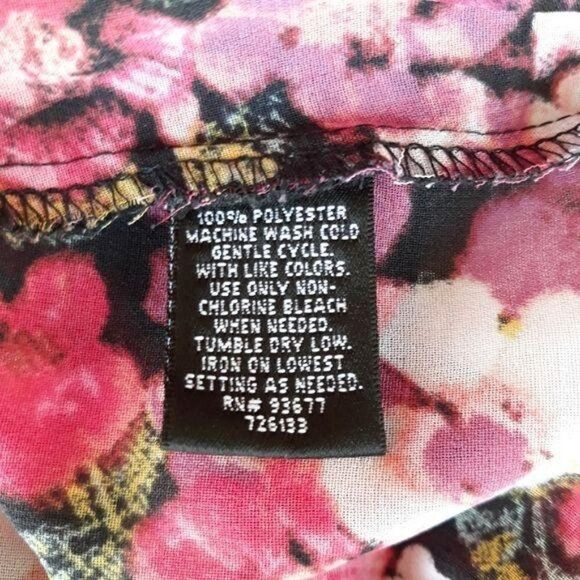 100% POLYESTER
MACHINE WASH COLD
GENTLE CYCLE.
WITH LIKE COLORS.
USE ONLY NON-
CHLORINE BLEACH
WHEN NEEDED.
TUMBLE DRY LOW.
IRON ON LOWEST
SETTING AS NEEDED.
RN# 93677
726133